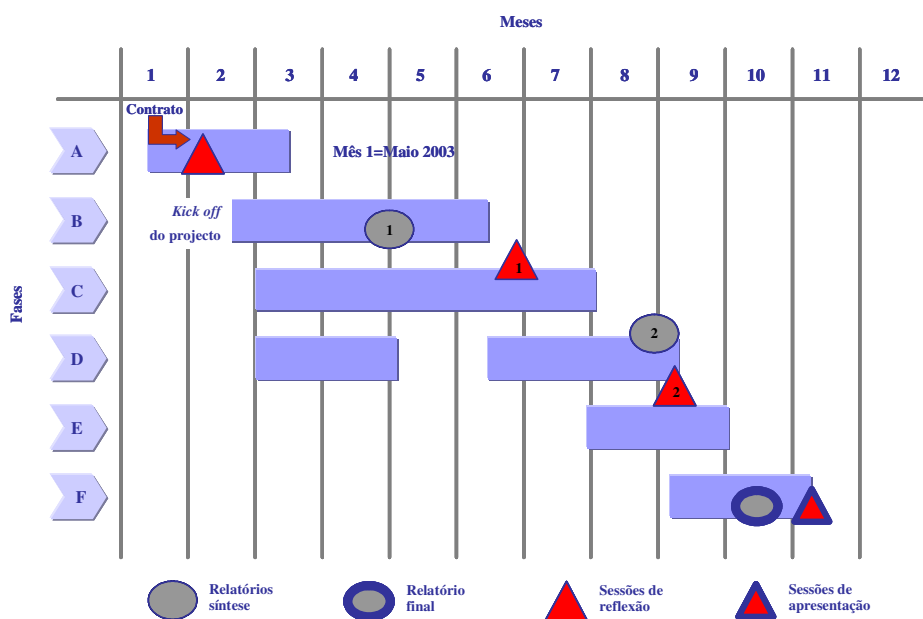 Meses
1 2 3 4 5 6 7 8 9 10 11 12
Contrato
A
Mês 1=Maio 2003
Kick off
do projecto
B
1
1
C
Fases
2
D
2
E
F
Relatórios
síntese
Relatório
final
Sessões de
reflexão
Sessões de
apresentação